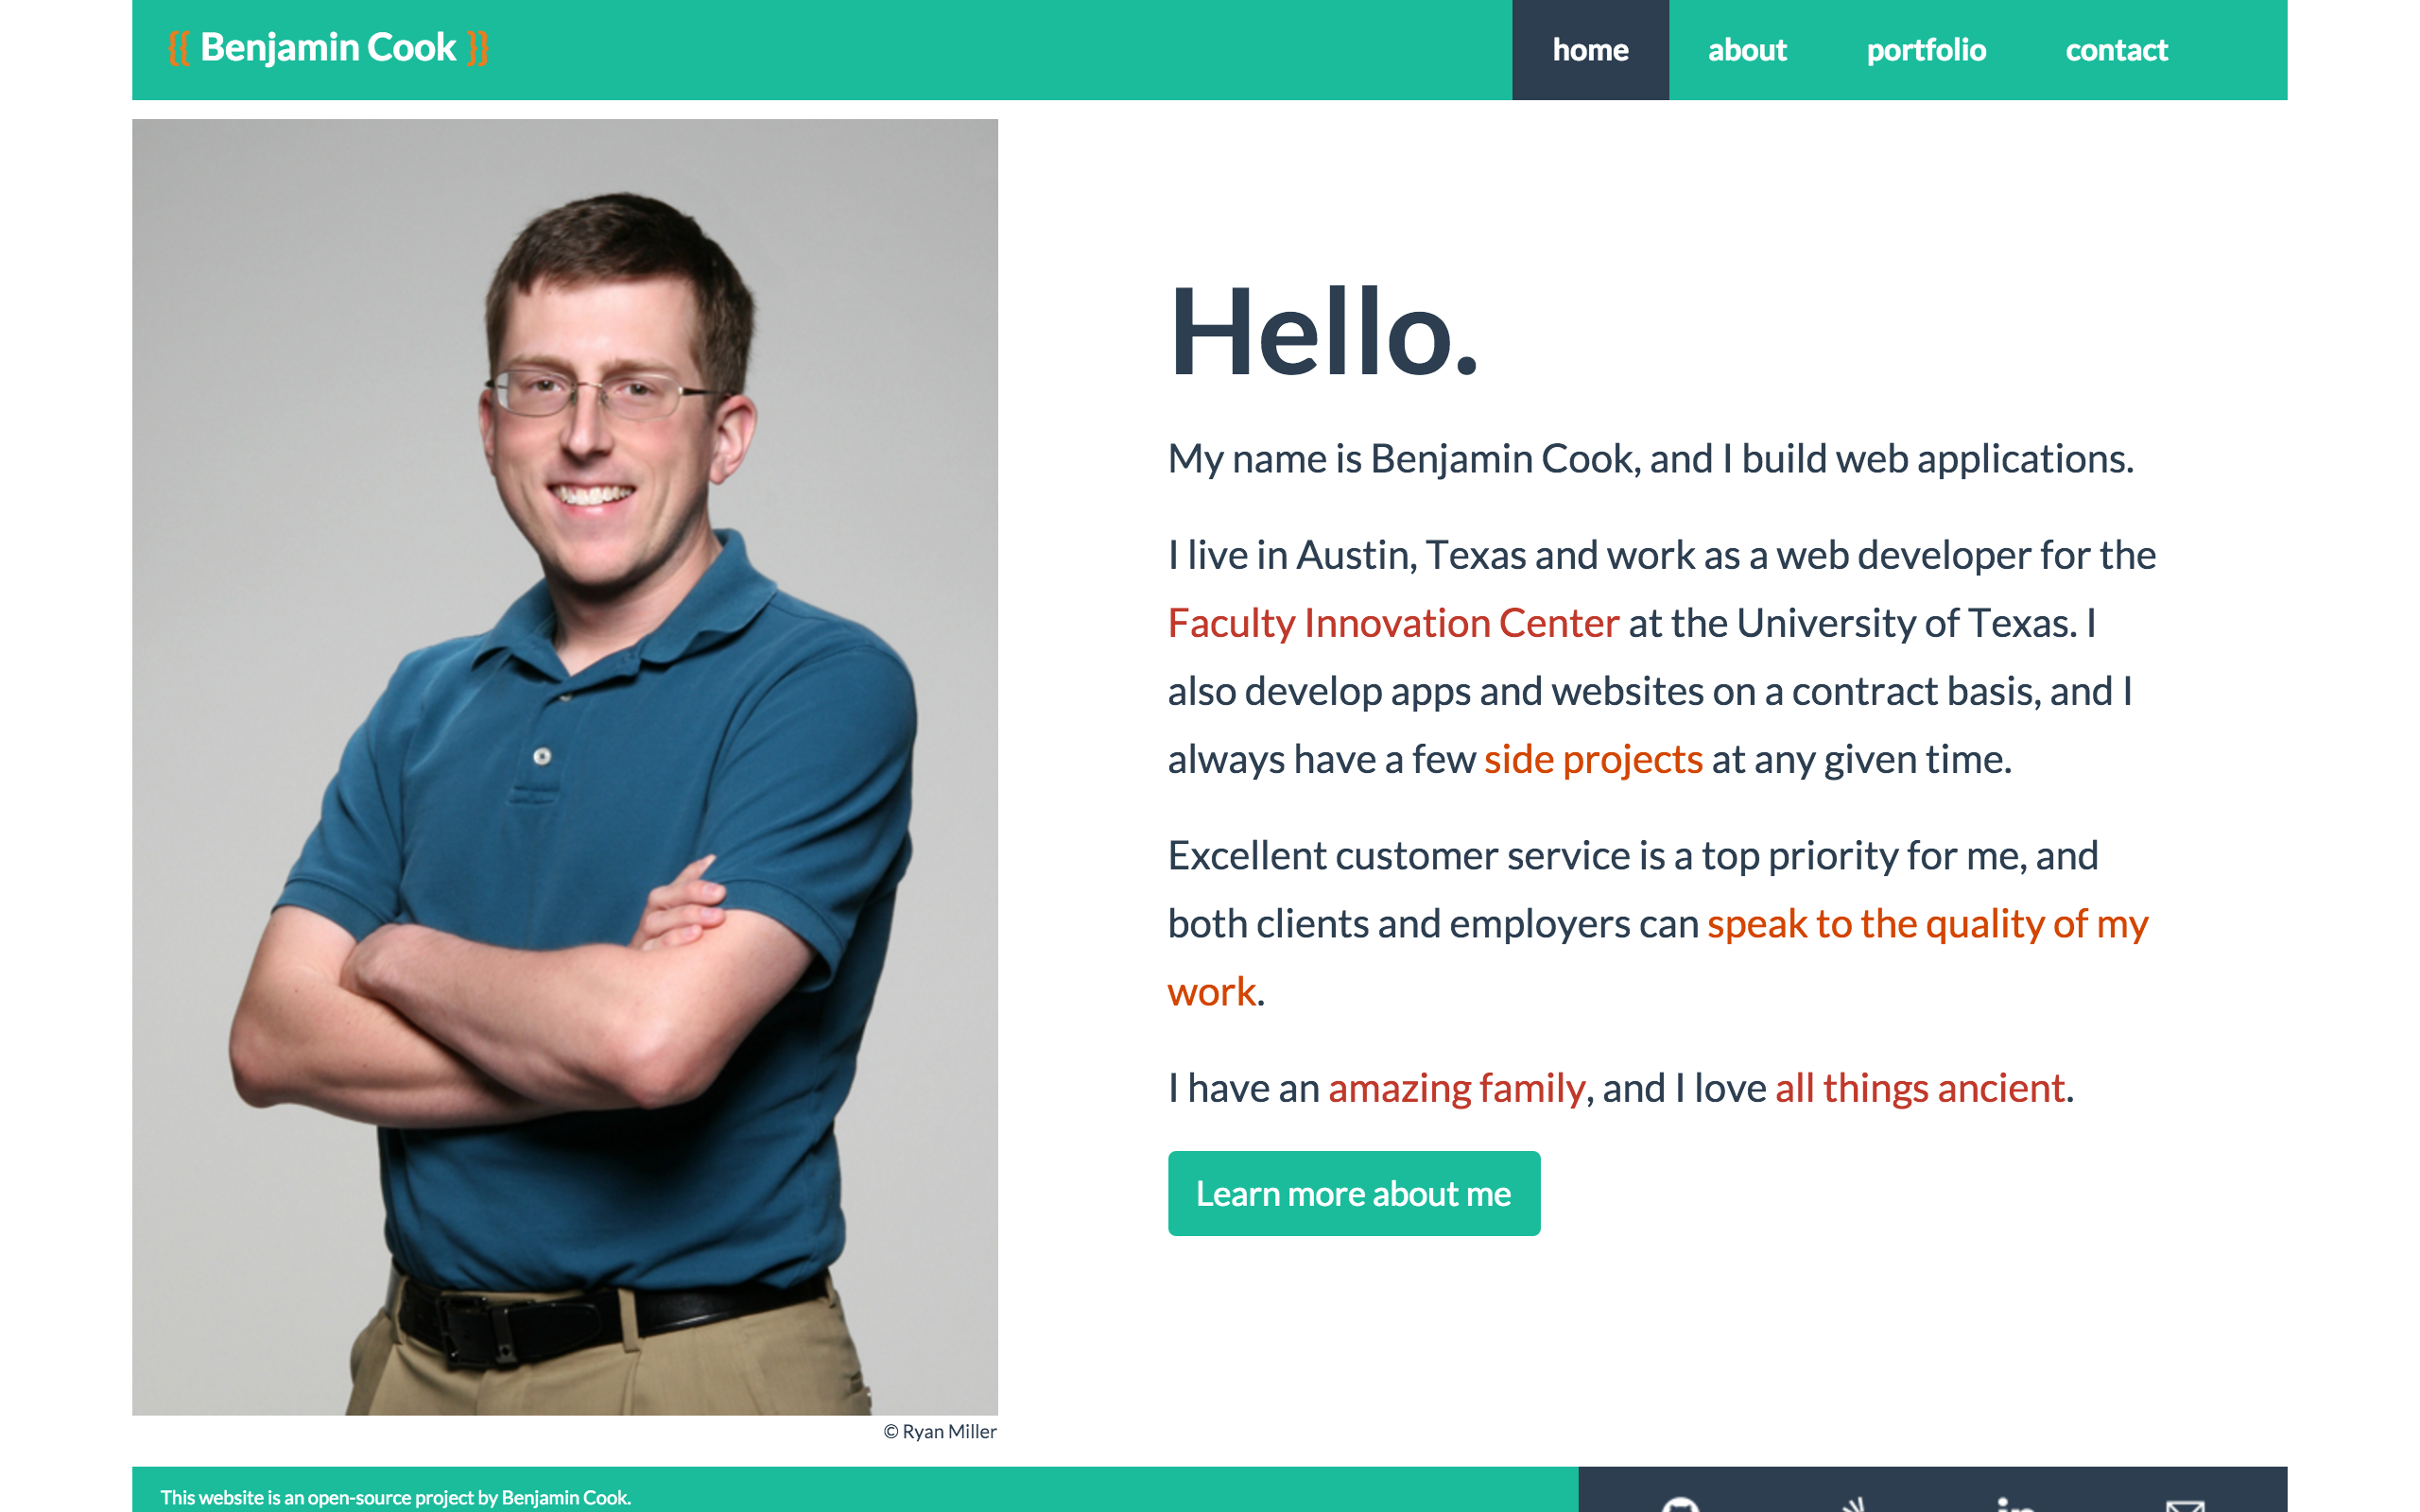 {{ Benjamin Cook }}
home about portfolio contact
Hello.
My name is Benjamin Cook, and I build web applications.
I live in Austin, Texas and work as a web developer for the
Faculty Innovation Center at the University of Texas. I
also develop apps and websites on a contract basis, and I
always have a few side projects at any given time.
Excellent customer service is a top priority for me, and
both clients and employers can speak to the quality of my
work.
I have an amazing family, and I love all things ancient.
Learn more about me
© Ryan Miller
This website is an open-source project by Benjamin Cook.
in